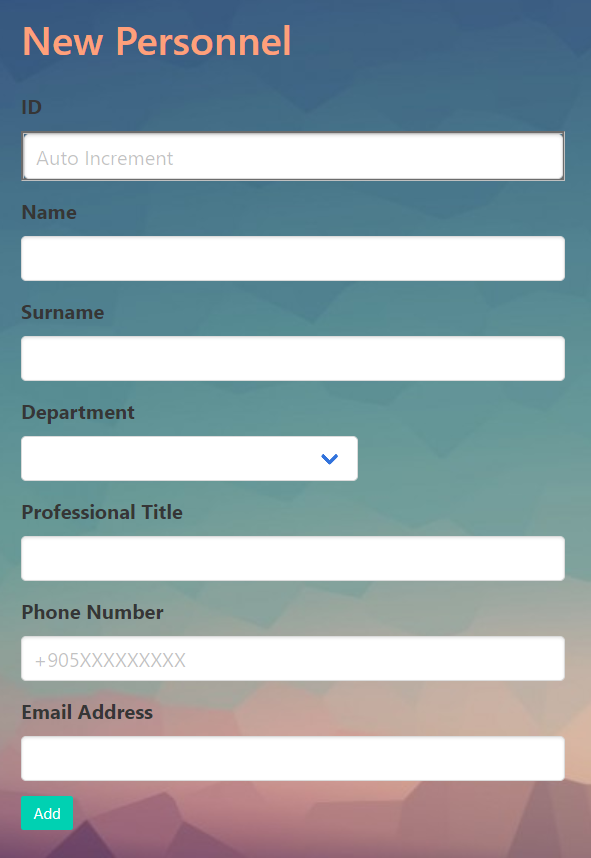 New Personnel
ID
Auto Increment
Name
Surname
Department
Professional Title
Phone Number
+905XXXXXXXXX
Email Address
Add